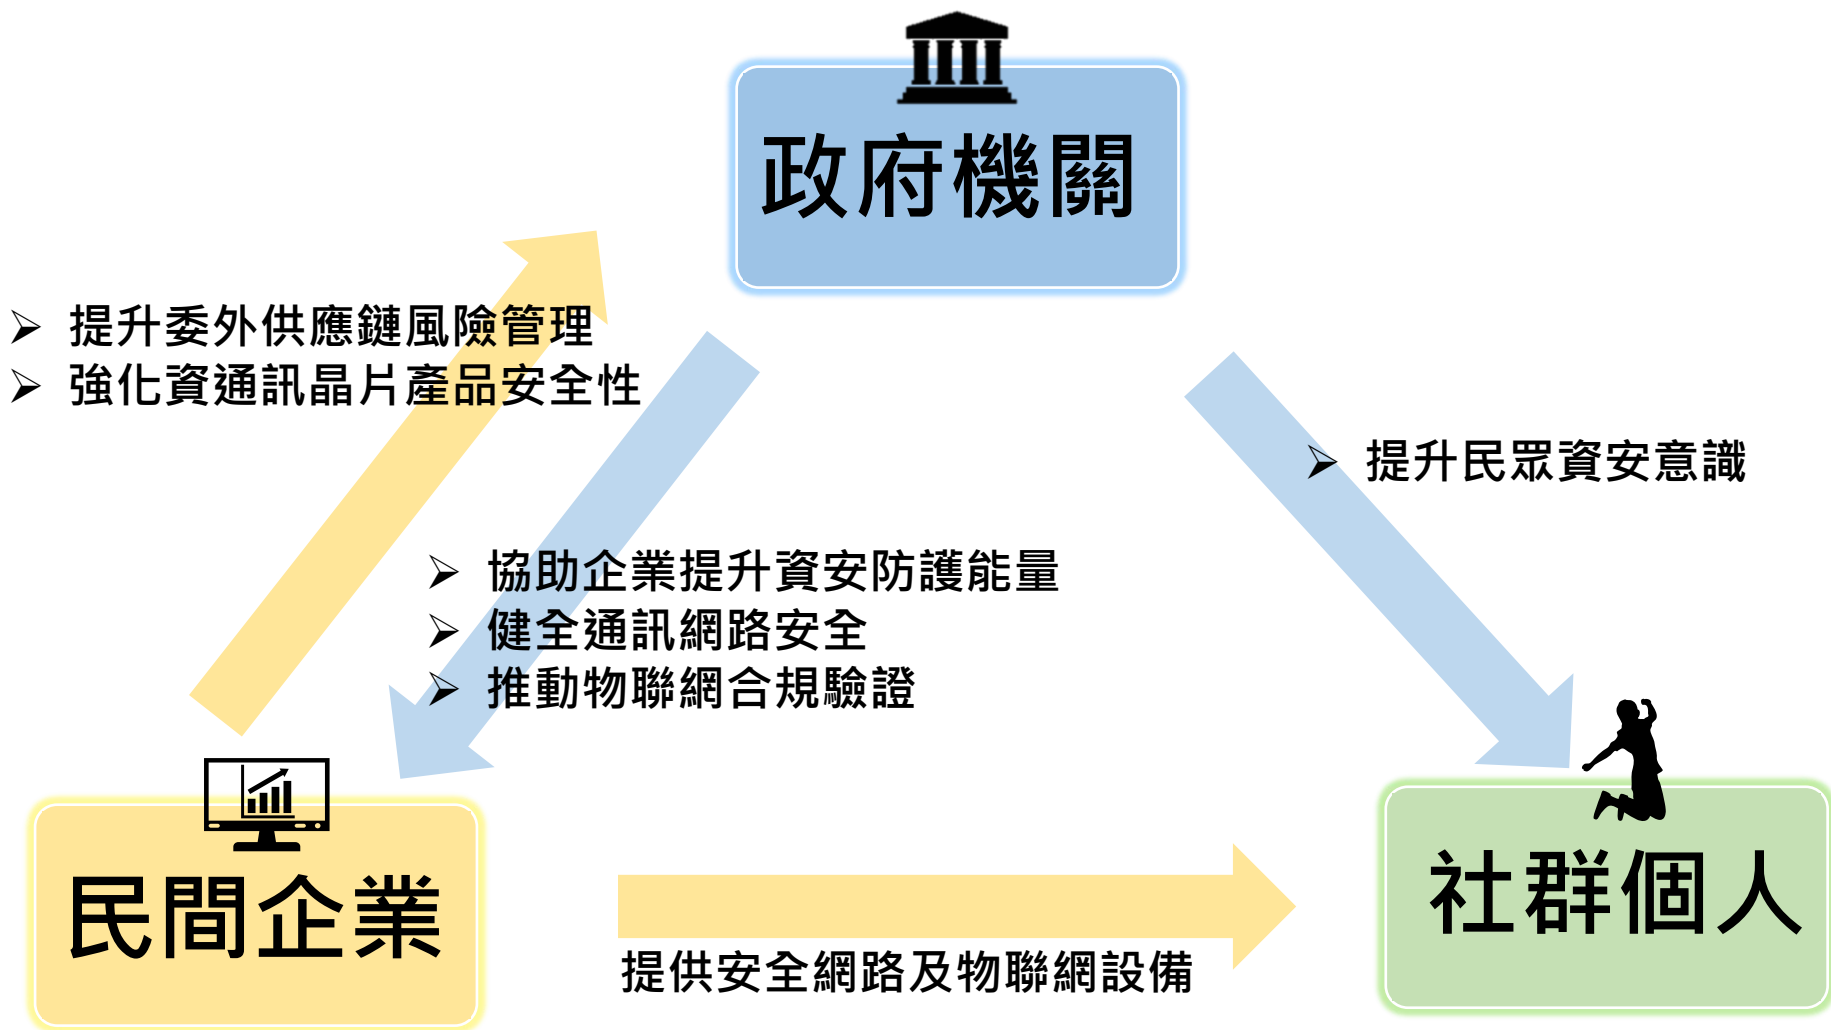 政府機關
➢ 提升委外供應鏈風險管理
➢ 強化資通訊晶片產品安全性
➢ 提升民眾資安意識
➢ 協助企業提升資安防護能量
➢ 健全通訊網路安全
➢ 推動物聯網合規驗證
民間企業
社群個人
提供安全網路及物聯網設備